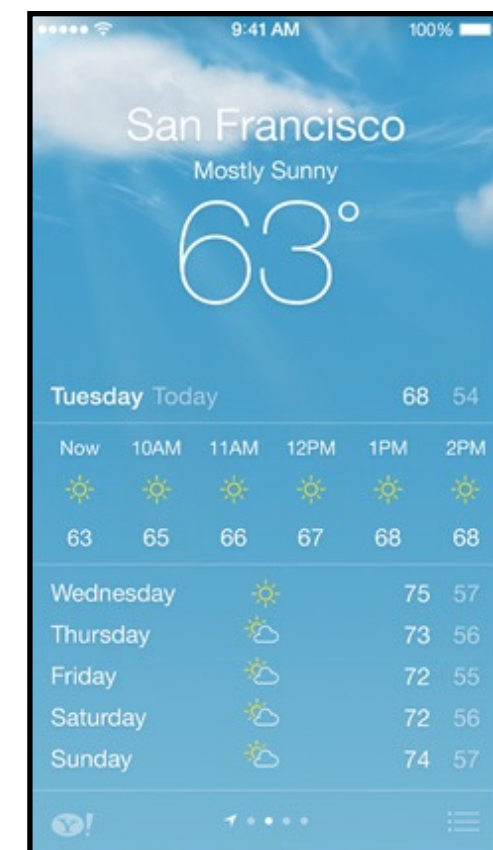 9:41 AM 100%
San Francisco
Mostly Sunny
63°
Tuesday Today 68 54
Now 10AM 11AM 12PM 1PM 2PM
63 65 66 67 68 68
Wednesday 75 57
Thursday 73 56
Friday 72 55
Saturday 72 56
Sunday 74 57
Y!